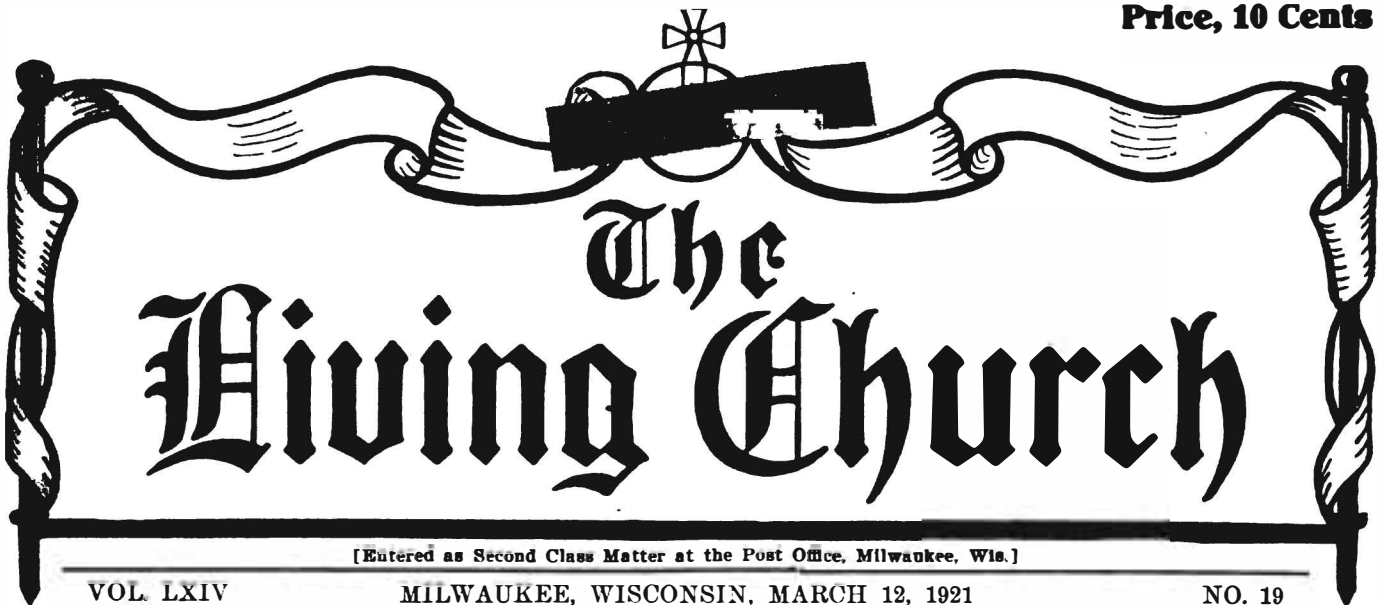 Price, 10 Cents
The
Living Church
[Entered as Second Class Matter at the Post Office, Milwaukee, Wis.]
VOL. LXIV MILWAUKEE, WISCONSIN, MARCH 12, 1921 NO. 19